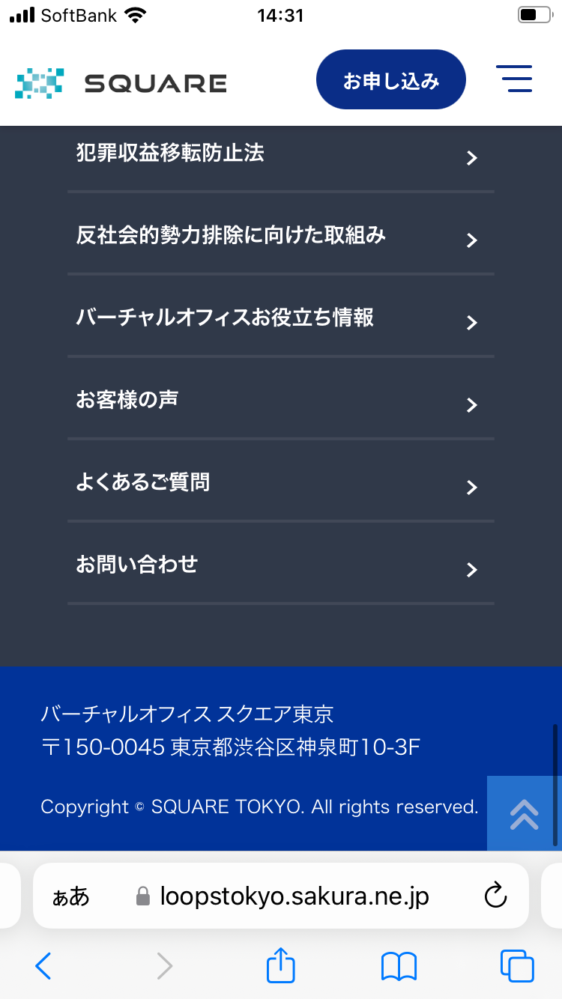 SoftBank 14:31
SQUARE お申し込み
犯罪収益移転防止法
反社会的勢力排除に向けた取組み
バーチャルオフィスお役立ち情報
お客様の声
よくあるご質問
お問い合わせ
バーチャルオフィス スクエア東京
〒150-0045 東京都渋谷区神泉町10-3F
Copyright © SQUARE TOKYO. All rights reserved.
ぁあ loopstokyo.sakura.ne.jp